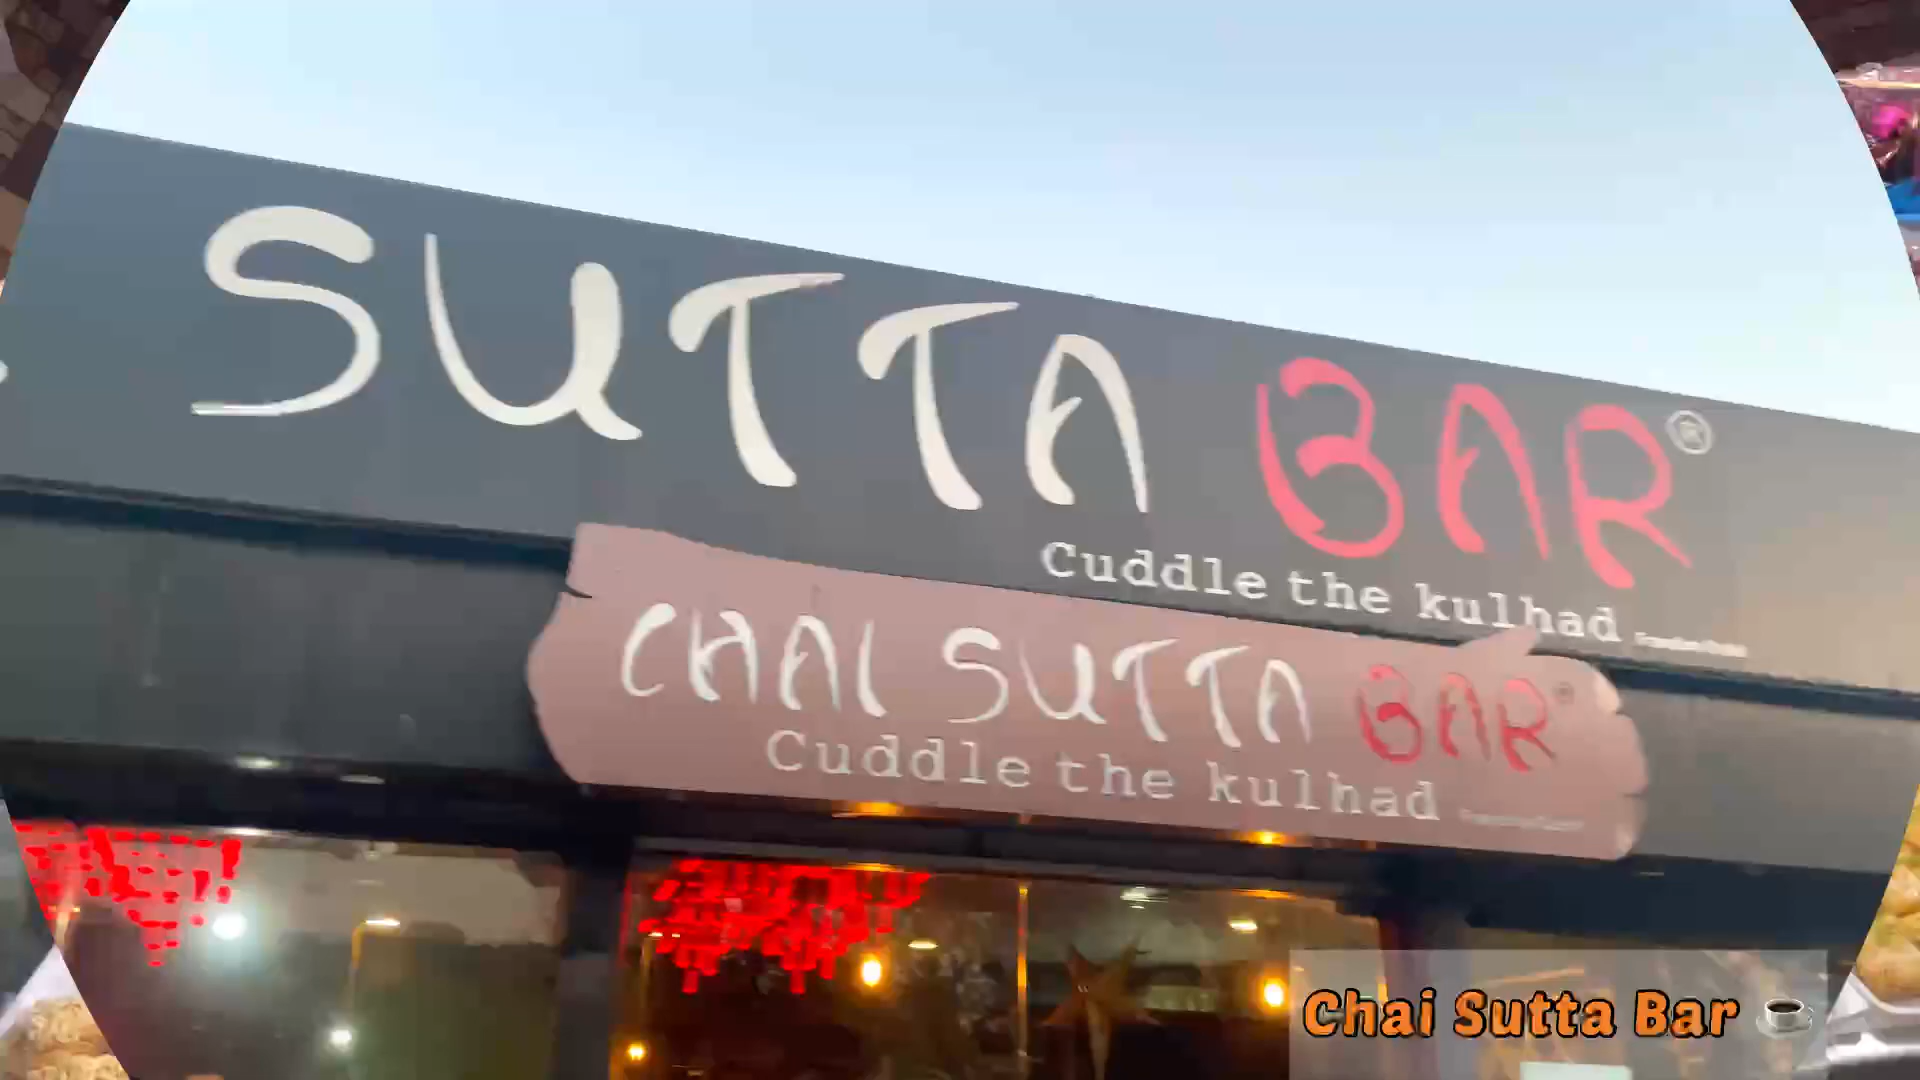 SUTTA BAR®
Cuddle the kulhad
CHAI SUTTA BAR
Cuddle the kulhad
Chai Sutta Bar